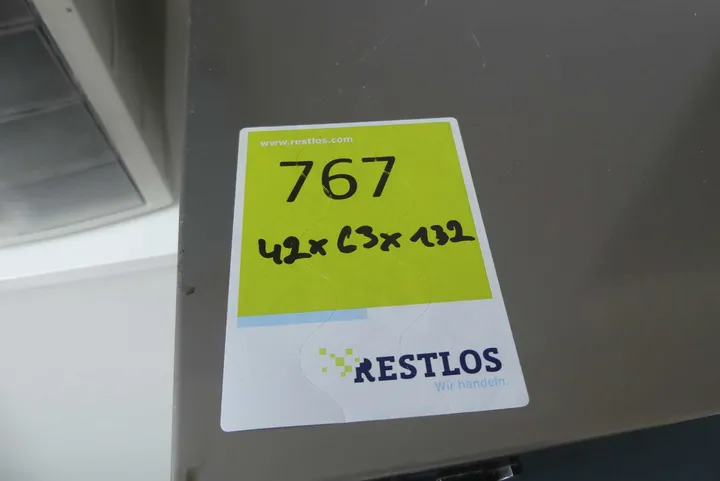 www.restlos.com
767
42x63x132
RESTLOS
Wir handeln.